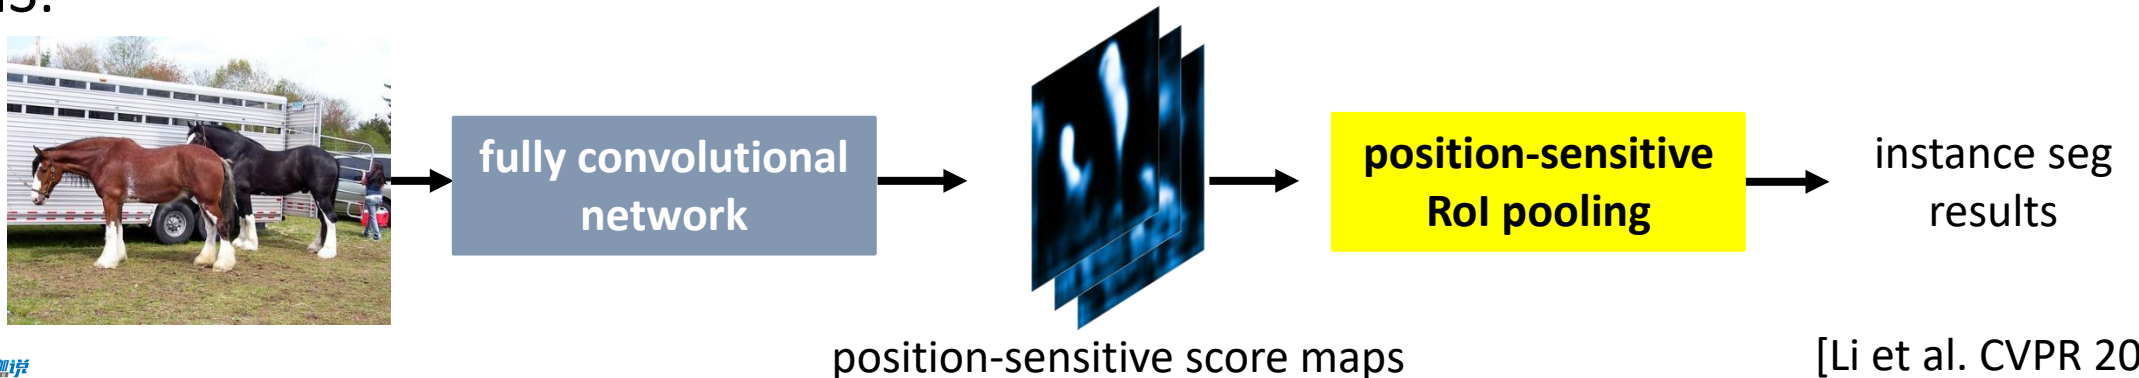 fully convolutional
network
position-sensitive
RoI pooling
instance seg
results
position-sensitive score maps
[Li et al. CVPR 20